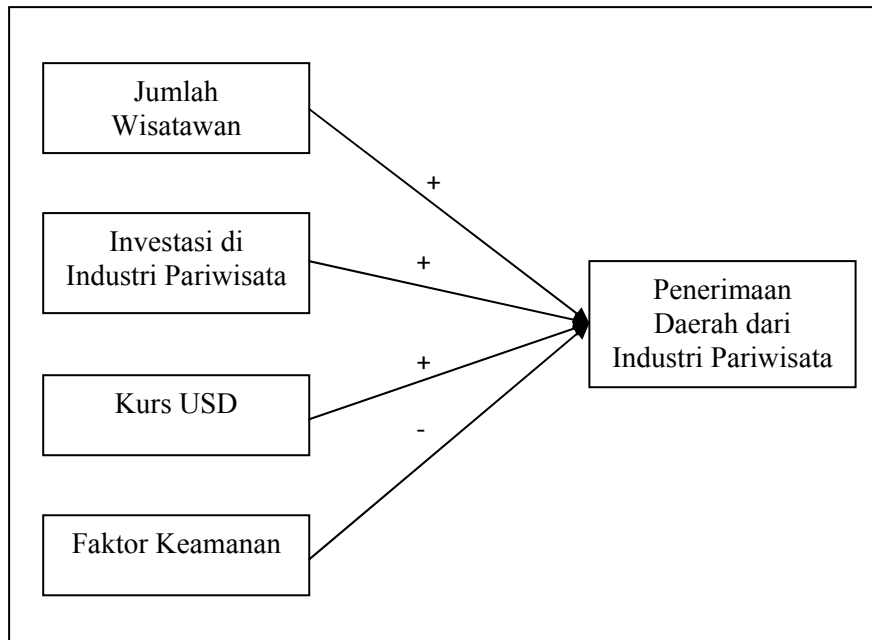 Jumlah
Wisatawan
+
Investasi di
Industri Pariwisata
+
Penerimaan
Daerah dari
Industri Pariwisata
+
Kurs USD
-
Faktor Keamanan